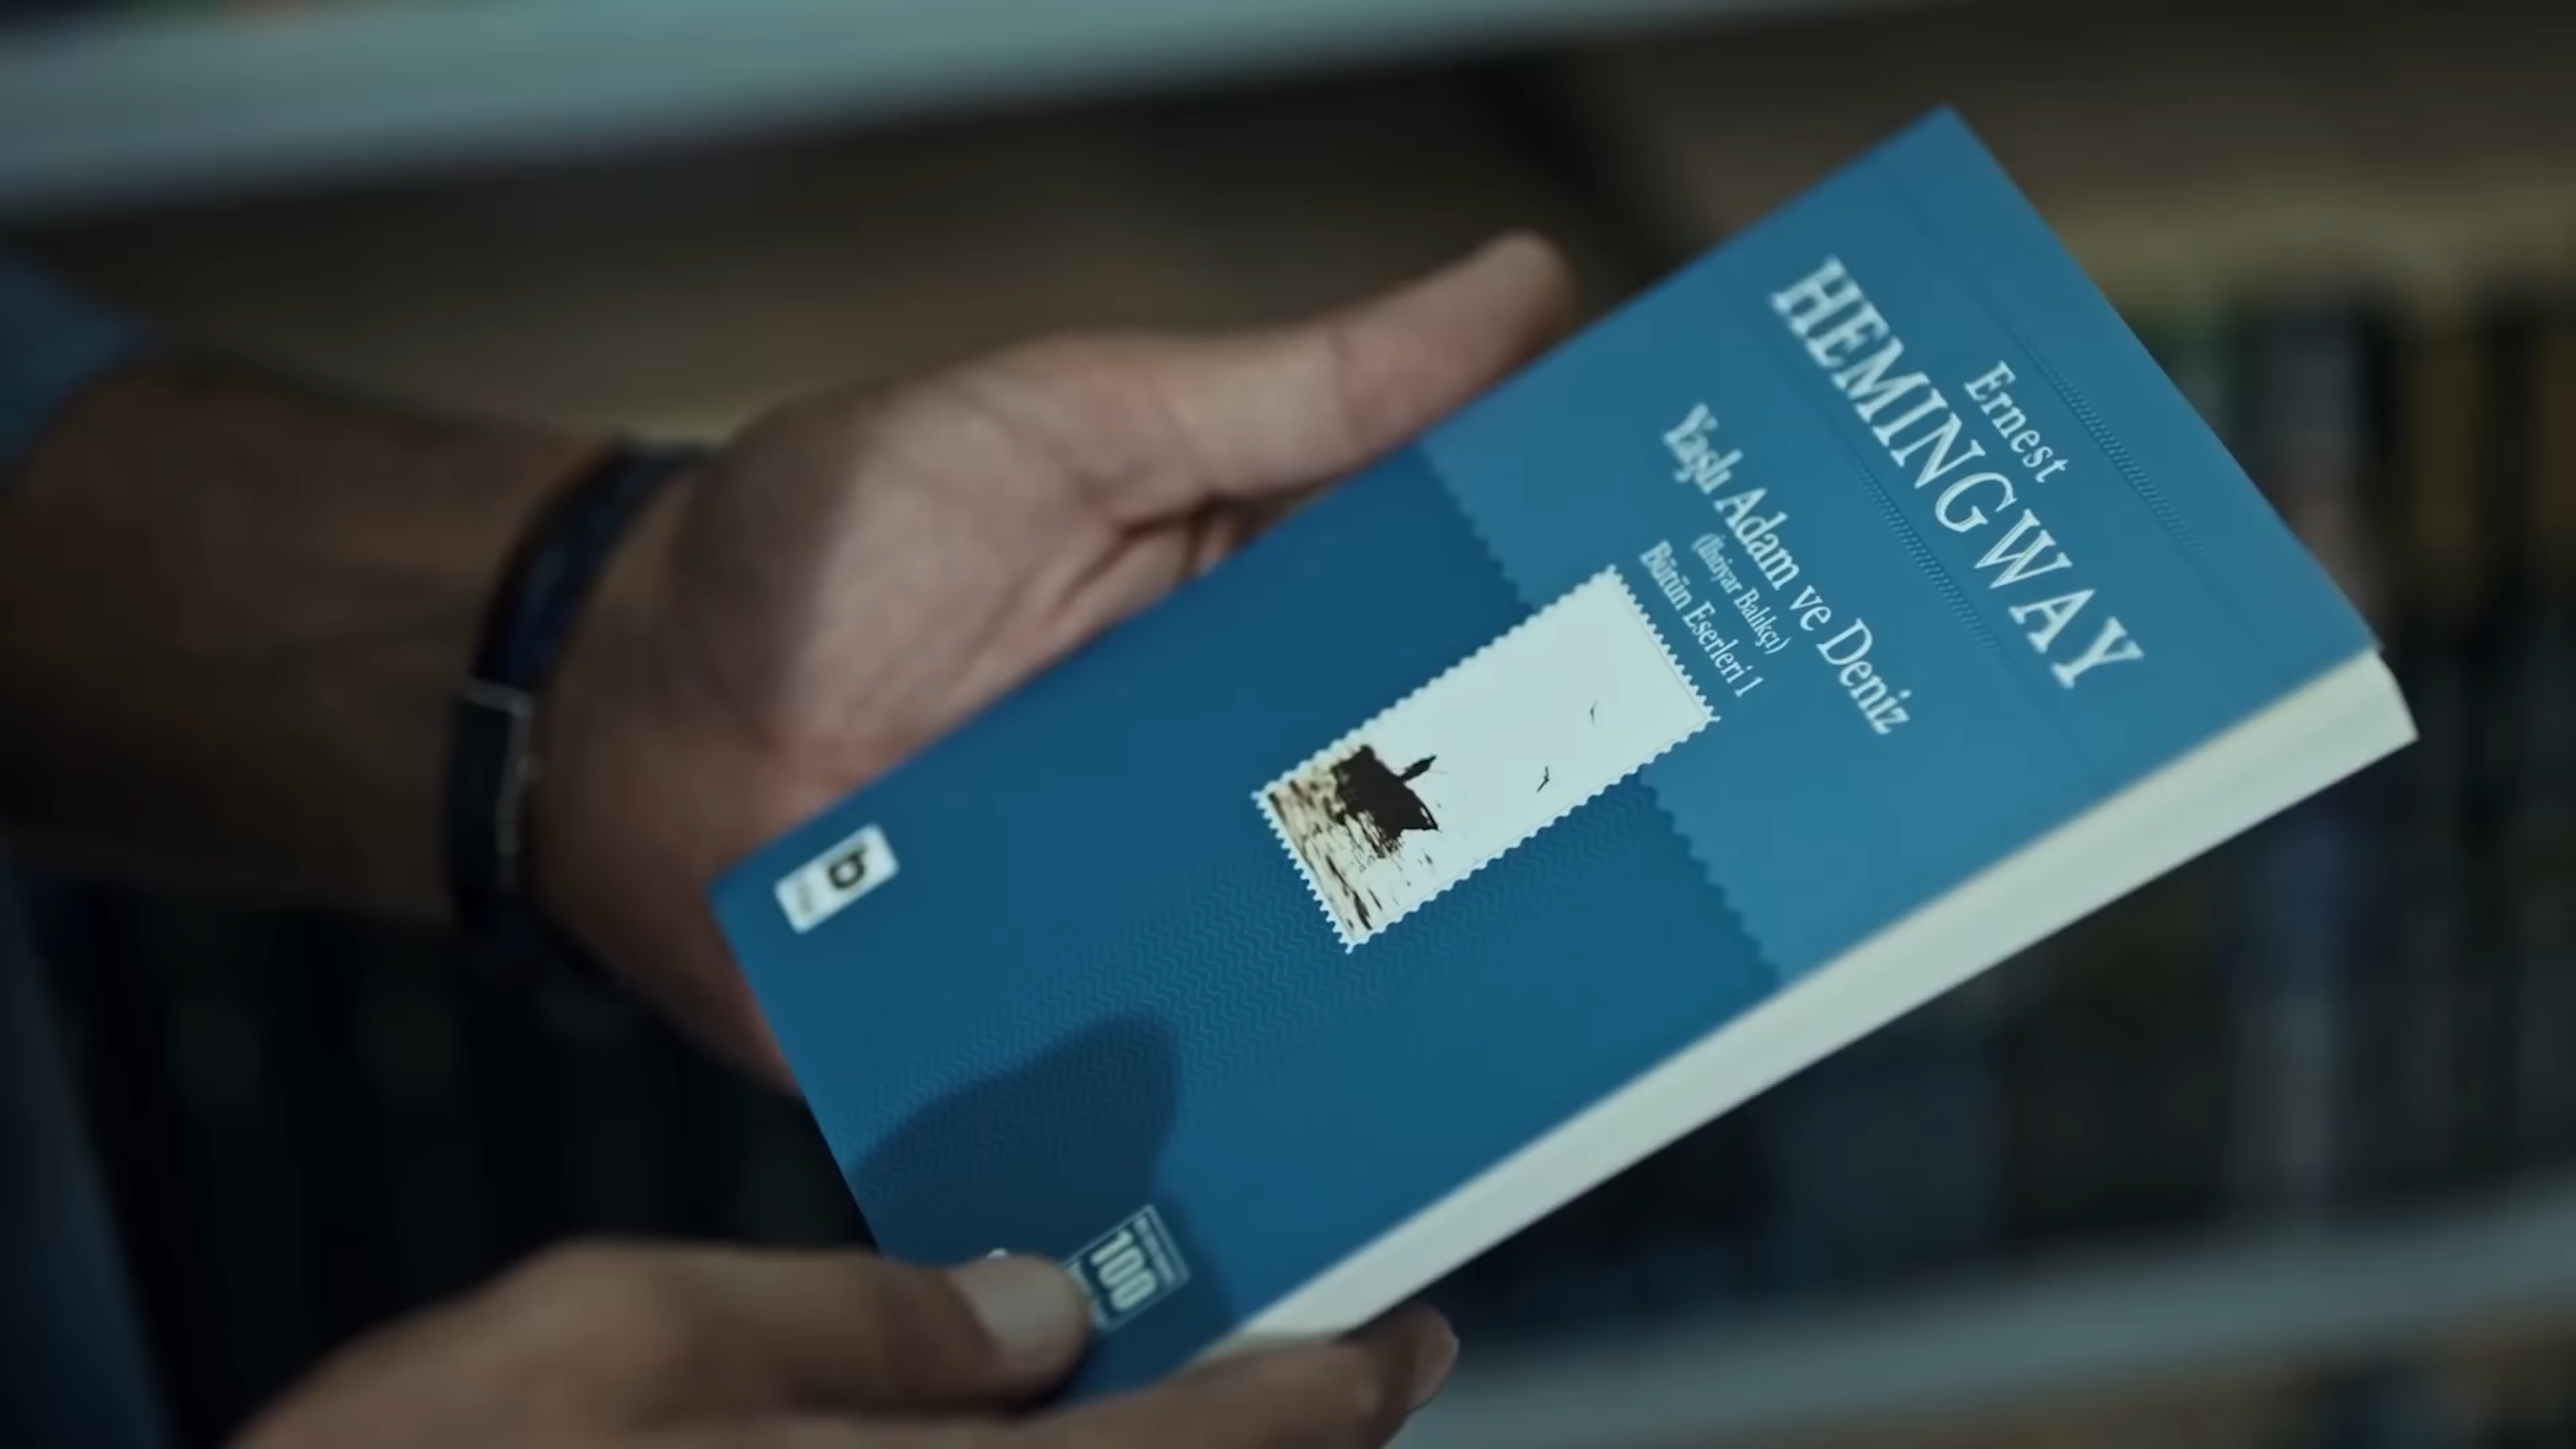 Ernest
HEMINGWAY
Yaşlı Adam ve Deniz
(İhtiyar Balıkçı)
Bütün Eserleri 1
b
100